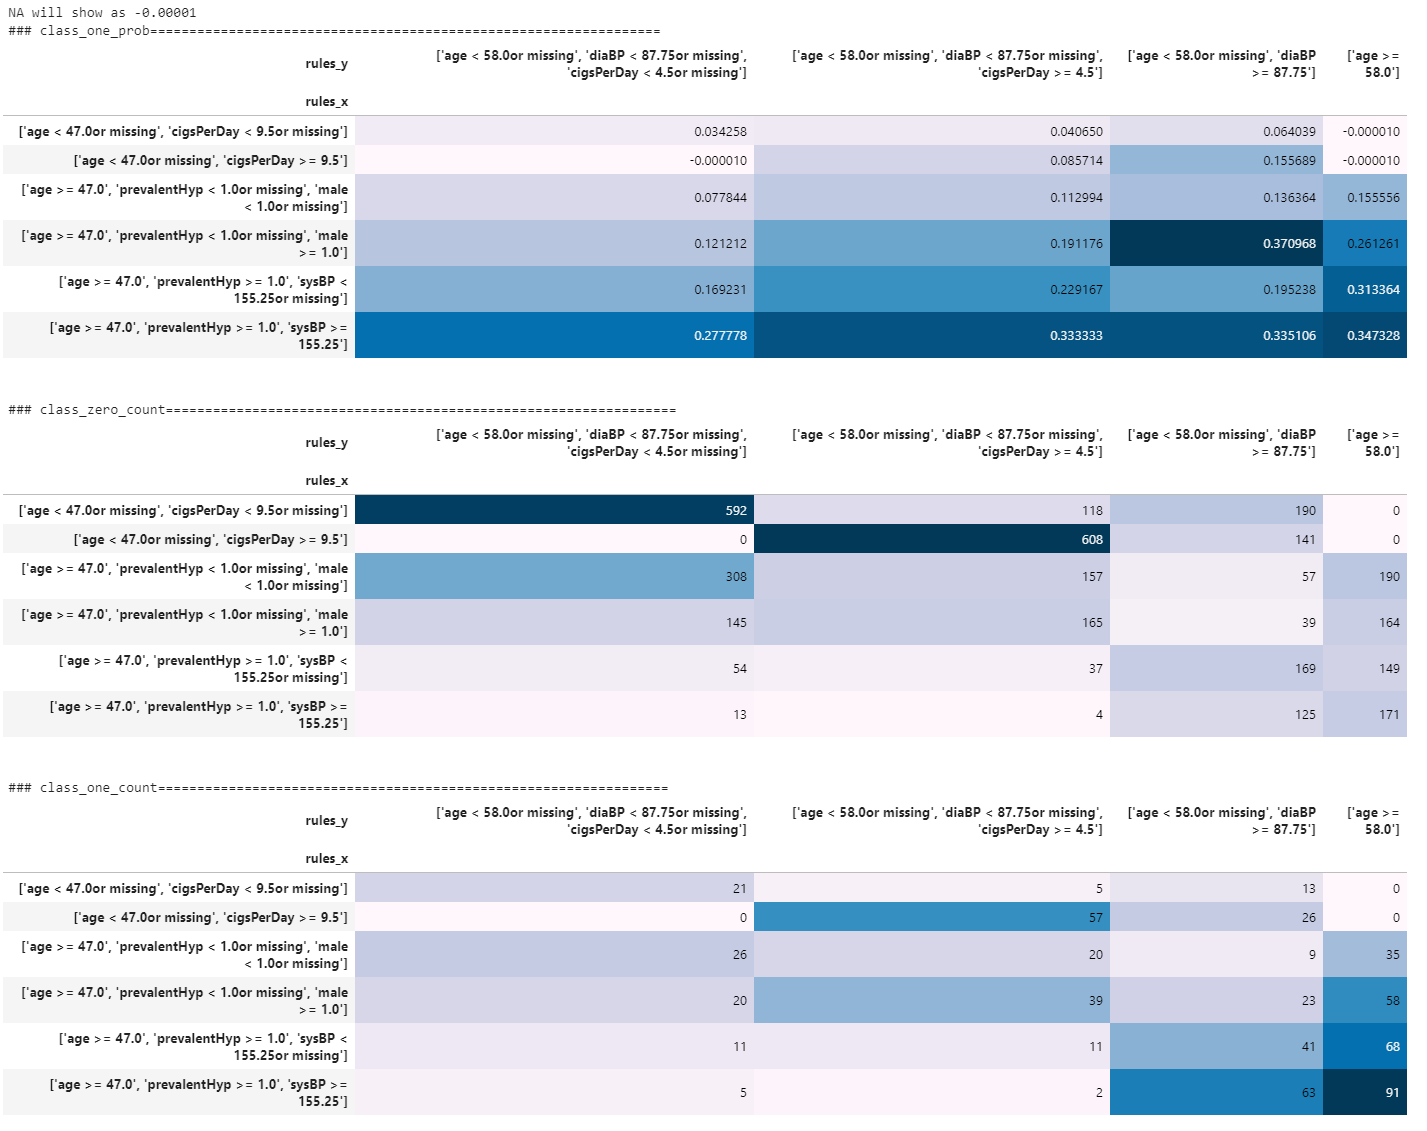 NA will show as -0.00001
### class_one_prob=================================================================
rules_y ['age < 58.0or missing', 'diaBP < 87.75or missing', 'cigsPerDay < 4.5or missing'] ['age < 58.0or missing', 'diaBP < 87.75or missing', 'cigsPerDay >= 4.5'] ['age < 58.0or missing', 'diaBP >= 87.75'] ['age >= 58.0']
rules_x
['age < 47.0or missing', 'cigsPerDay < 9.5or missing'] 0.034258 0.040650 0.064039 -0.000010
['age < 47.0or missing', 'cigsPerDay >= 9.5'] -0.000010 0.085714 0.155689 -0.000010
['age >= 47.0', 'prevalentHyp < 1.0or missing', 'male < 1.0or missing'] 0.077844 0.112994 0.136364 0.155556
['age >= 47.0', 'prevalentHyp < 1.0or missing', 'male >= 1.0'] 0.121212 0.191176 0.370968 0.261261
['age >= 47.0', 'prevalentHyp >= 1.0', 'sysBP < 155.25or missing'] 0.169231 0.229167 0.195238 0.313364
['age >= 47.0', 'prevalentHyp >= 1.0', 'sysBP >= 155.25'] 0.277778 0.333333 0.335106 0.347328
### class_zero_count=================================================================
rules_y ['age < 58.0or missing', 'diaBP < 87.75or missing', 'cigsPerDay < 4.5or missing'] ['age < 58.0or missing', 'diaBP < 87.75or missing', 'cigsPerDay >= 4.5'] ['age < 58.0or missing', 'diaBP >= 87.75'] ['age >= 58.0']
rules_x
['age < 47.0or missing', 'cigsPerDay < 9.5or missing'] 592 118 190 0
['age < 47.0or missing', 'cigsPerDay >= 9.5'] 0 608 141 0
['age >= 47.0', 'prevalentHyp < 1.0or missing', 'male < 1.0or missing'] 308 157 57 190
['age >= 47.0', 'prevalentHyp < 1.0or missing', 'male >= 1.0'] 145 165 39 164
['age >= 47.0', 'prevalentHyp >= 1.0', 'sysBP < 155.25or missing'] 54 37 169 149
['age >= 47.0', 'prevalentHyp >= 1.0', 'sysBP >= 155.25'] 13 4 125 171
### class_one_count=================================================================
rules_y ['age < 58.0or missing', 'diaBP < 87.75or missing', 'cigsPerDay < 4.5or missing'] ['age < 58.0or missing', 'diaBP < 87.75or missing', 'cigsPerDay >= 4.5'] ['age < 58.0or missing', 'diaBP >= 87.75'] ['age >= 58.0']
rules_x
['age < 47.0or missing', 'cigsPerDay < 9.5or missing'] 21 5 13 0
['age < 47.0or missing', 'cigsPerDay >= 9.5'] 0 57 26 0
['age >= 47.0', 'prevalentHyp < 1.0or missing', 'male < 1.0or missing'] 26 20 9 35
['age >= 47.0', 'prevalentHyp < 1.0or missing', 'male >= 1.0'] 20 39 23 58
['age >= 47.0', 'prevalentHyp >= 1.0', 'sysBP < 155.25or missing'] 11 11 41 68
['age >= 47.0', 'prevalentHyp >= 1.0', 'sysBP >= 155.25'] 5 2 63 91